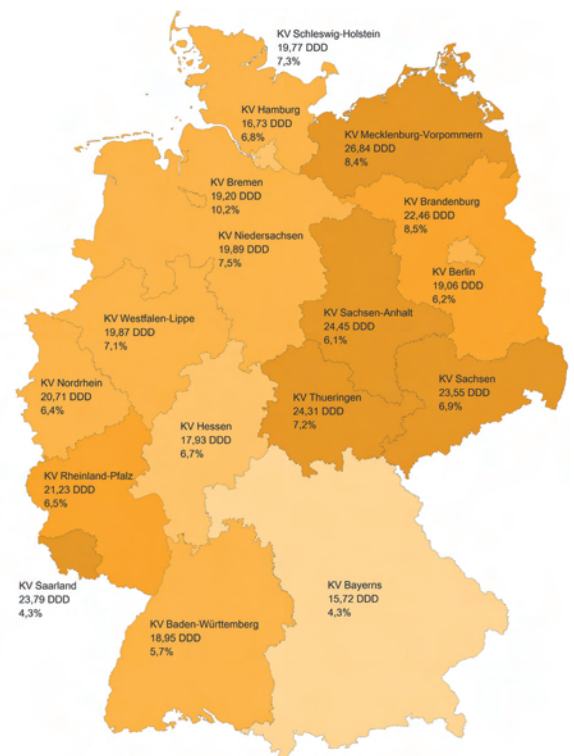 KV Schleswig-Holstein
19,77 DDD
7,3%
KV Hamburg
16,73 DDD
6,8%
KV Mecklenburg-Vorpommern
26,84 DDD
8,4%
KV Bremen
19,20 DDD
10,2%
KV Brandenburg
22,46 DDD
8,5%
KV Niedersachsen
19,89 DDD
7,5%
KV Berlin
19,06 DDD
6,2%
KV Westfalen-Lippe
19,87 DDD
7,1%
KV Sachsen-Anhalt
24,45 DDD
6,1%
KV Nordrhein
20,71 DDD
6,4%
KV Thueringen
24,31 DDD
7,2%
KV Sachsen
23,55 DDD
6,9%
KV Hessen
17,93 DDD
6,7%
KV Rheinland-Pfalz
21,23 DDD
6,5%
KV Saarland
23,79 DDD
4,3%
KV Bayerns
15,72 DDD
4,3%
KV Baden-Württemberg
18,95 DDD
5,7%